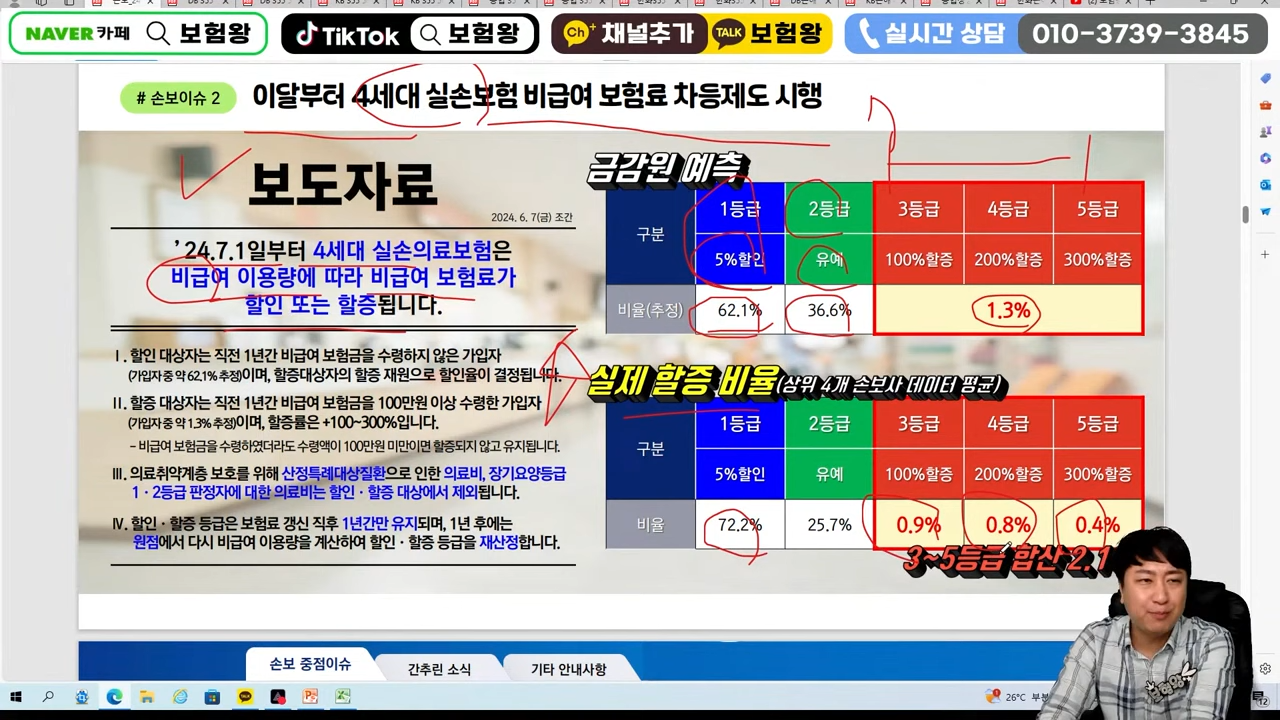 NAVER 카페 보험왕
TikTok 보험왕
Ch+ 채널추가 TALK 보험왕
실시간 상담 010-3739-3845
# 손보이슈 2 이달부터 4세대 실손보험 비급여 보험료 차등제도 시행
보도자료
2024. 6. 7(금) 조간
’24.7.1일부터 4세대 실손의료보험은
비급여 이용량에 따라 비급여 보험료가
할인 또는 할증됩니다.
Ⅰ. 할인 대상자는 직전 1년간 비급여 보험금을 수령하지 않은 가입자
(가입자 중 약 62.1% 추정)이며, 할증대상자의 할증 재원으로 할인율이 결정됩니다.
Ⅱ. 할증 대상자는 직전 1년간 비급여 보험금을 100만원 이상 수령한 가입자
(가입자 중 약 1.3% 추정)이며, 할증률은 +100~300%입니다.
– 비급여 보험금을 수령하였더라도 수령액이 100만원 미만이면 할증되지 않고 유지됩니다.
Ⅲ. 의료취약계층 보호를 위해 산정특례대상질환으로 인한 의료비, 장기요양등급
1·2등급 판정자에 대한 의료비는 할인·할증 대상에서 제외됩니다.
Ⅳ. 할인·할증 등급은 보험료 갱신 직후 1년간만 유지되며, 1년 후에는
원점에서 다시 비급여 이용량을 계산하여 할인·할증 등급을 재산정합니다.
금감원 예측
구분 1등급 2등급 3등급 4등급 5등급
5%할인 유예 100%할증 200%할증 300%할증
비율(추정) 62.1% 36.6% 1.3%
실제 할증 비율(상위 4개 손보사 데이터 평균)
구분 1등급 2등급 3등급 4등급 5등급
5%할인 유예 100%할증 200%할증 300%할증
비율 72.2% 25.7% 0.9% 0.8% 0.4%
3~5등급 합산 2.1
손보 중점이슈 간추린 소식 기타 안내사항
26°C